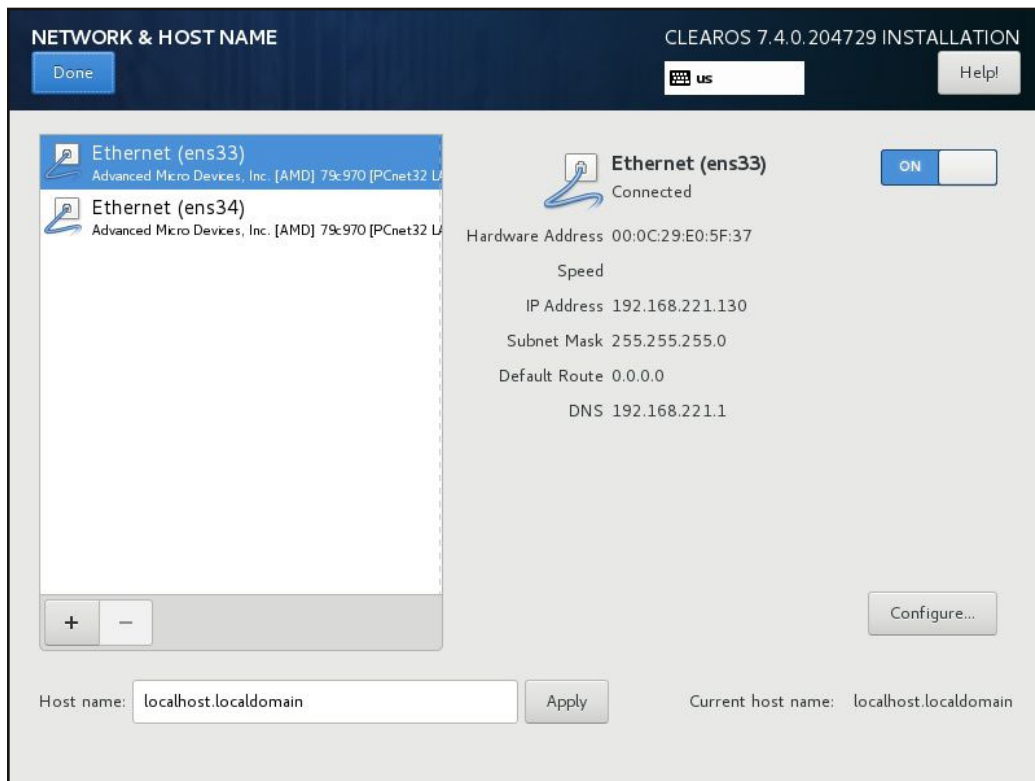 NETWORK & HOST NAME
CLEAROS 7.4.0.204729 INSTALLATION
Done
us
Help!
Ethernet (ens33)
Advanced Micro Devices, Inc. [AMD] 79c970 [PCnet32 LA
Ethernet (ens34)
Advanced Micro Devices, Inc. [AMD] 79c970 [PCnet32 LA
Ethernet (ens33)
Connected
ON
Hardware Address 00:0C:29:E0:5F:37
Speed
IP Address 192.168.221.130
Subnet Mask 255.255.255.0
Default Route 0.0.0.0
DNS 192.168.221.1
+ −
Configure...
Host name: localhost.localdomain Apply Current host name: localhost.localdomain